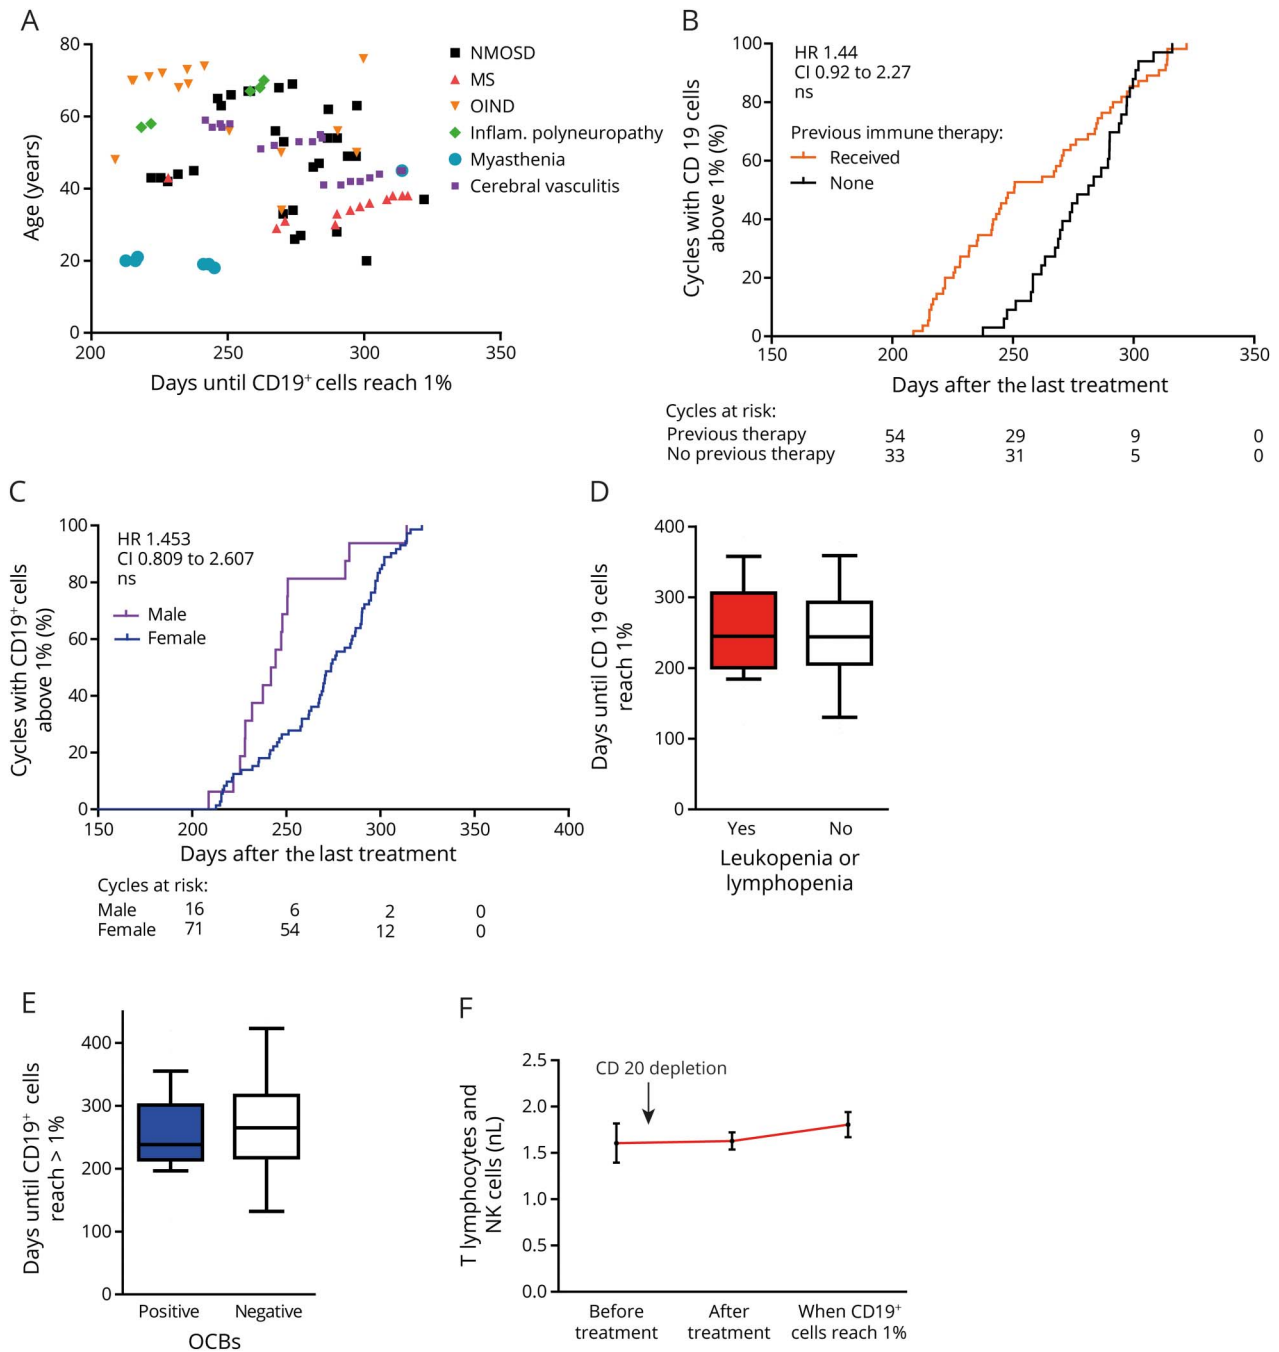 A
80
60
40
20
0
Age (years)
200
250
300
350
Days until CD19⁺ cells reach 1%
NMOSD
MS
OIND
Inflam. polyneuropathy
Myasthenia
Cerebral vasculitis
B
100
80
60
40
20
0
Cycles with CD 19 cells
above 1% (%)
HR 1.44
CI 0.92 to 2.27
ns
Previous immune therapy:
Received
None
150
200
250
300
350
Days after the last treatment
Cycles at risk:
Previous therapy 54 29 9 0
No previous therapy 33 31 5 0
C
100
80
60
40
20
0
Cycles with CD19⁺ cells
above 1% (%)
HR 1.453
CI 0.809 to 2.607
ns
Male
Female
150
200
250
300
350
400
Days after the last treatment
Cycles at risk:
Male 16 6 2 0
Female 71 54 12 0
D
400
300
200
100
0
Days until CD 19 cells
reach 1%
Yes
No
Leukopenia or
lymphopenia
E
400
300
200
100
0
Days until CD19⁺ cells
reach > 1%
Positive
Negative
OCBs
F
2.5
2.0
1.5
1.0
0.5
0.0
T lymphocytes and
NK cells (nL)
CD 20 depletion
Before
treatment
After
treatment
When CD19⁺
cells reach 1%